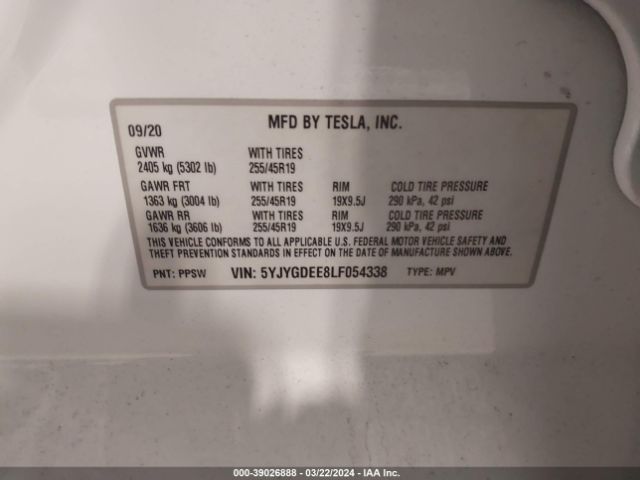 MFD BY TESLA, INC.
09/20
GVWR WITH TIRES
2405 kg (5302 lb) 255/45R19
GAWR FRT WITH TIRES RIM COLD TIRE PRESSURE
1363 kg (3004 lb) 255/45R19 19X9.5J 290 kPa, 42 psi
GAWR RR WITH TIRES RIM COLD TIRE PRESSURE
1636 kg (3606 lb) 255/45R19 19X9.5J 290 kPa, 42 psi
THIS VEHICLE CONFORMS TO ALL APPLICABLE U.S. FEDERAL MOTOR VEHICLE SAFETY AND
THEFT PREVENTION STANDARDS IN EFFECT ON THE DATE OF MANUFACTURE SHOWN ABOVE.
PNT: PPSW VIN: 5YJYGDEE8LF054338 TYPE: MPV
000-39026888 - 03/22/2024 - IAA Inc.